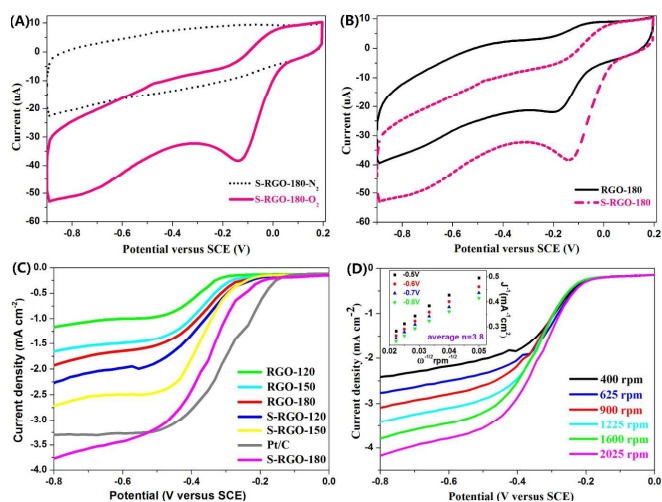 (A)
10
0
-10
-20
-30
-40
-50
-60
Current (uA)
S-RGO-180-N2
S-RGO-180-O2
-0.8 -0.6 -0.4 -0.2 0.0 0.2
Potential versus SCE (V)
(B)
10
0
-10
-20
-30
-40
-50
-60
Current (uA)
RGO-180
S-RGO-180
-0.8 -0.6 -0.4 -0.2 0.0 0.2
Potential versus SCE (V)
(C)
0.0
-0.5
-1.0
-1.5
-2.0
-2.5
-3.0
-3.5
-4.0
Current density (mA cm-2)
RGO-120
RGO-150
RGO-180
S-RGO-120
S-RGO-150
Pt/C
S-RGO-180
-0.8 -0.6 -0.4 -0.2 0.0
Potential (V versus SCE)
(D)
0
-1
-2
-3
-4
Current density (mA cm-2)
-0.5V
-0.6V
-0.7V
-0.8V
average n=3.8
0.02 0.03 0.04 0.05
ω-1/2 rpm-1/2
0.5
0.4
0.3
J-1(mA-1 cm2)
400 rpm
625 rpm
900 rpm
1225 rpm
1600 rpm
2025 rpm
-0.8 -0.6 -0.4 -0.2 0.0
Potential (V versus SCE)